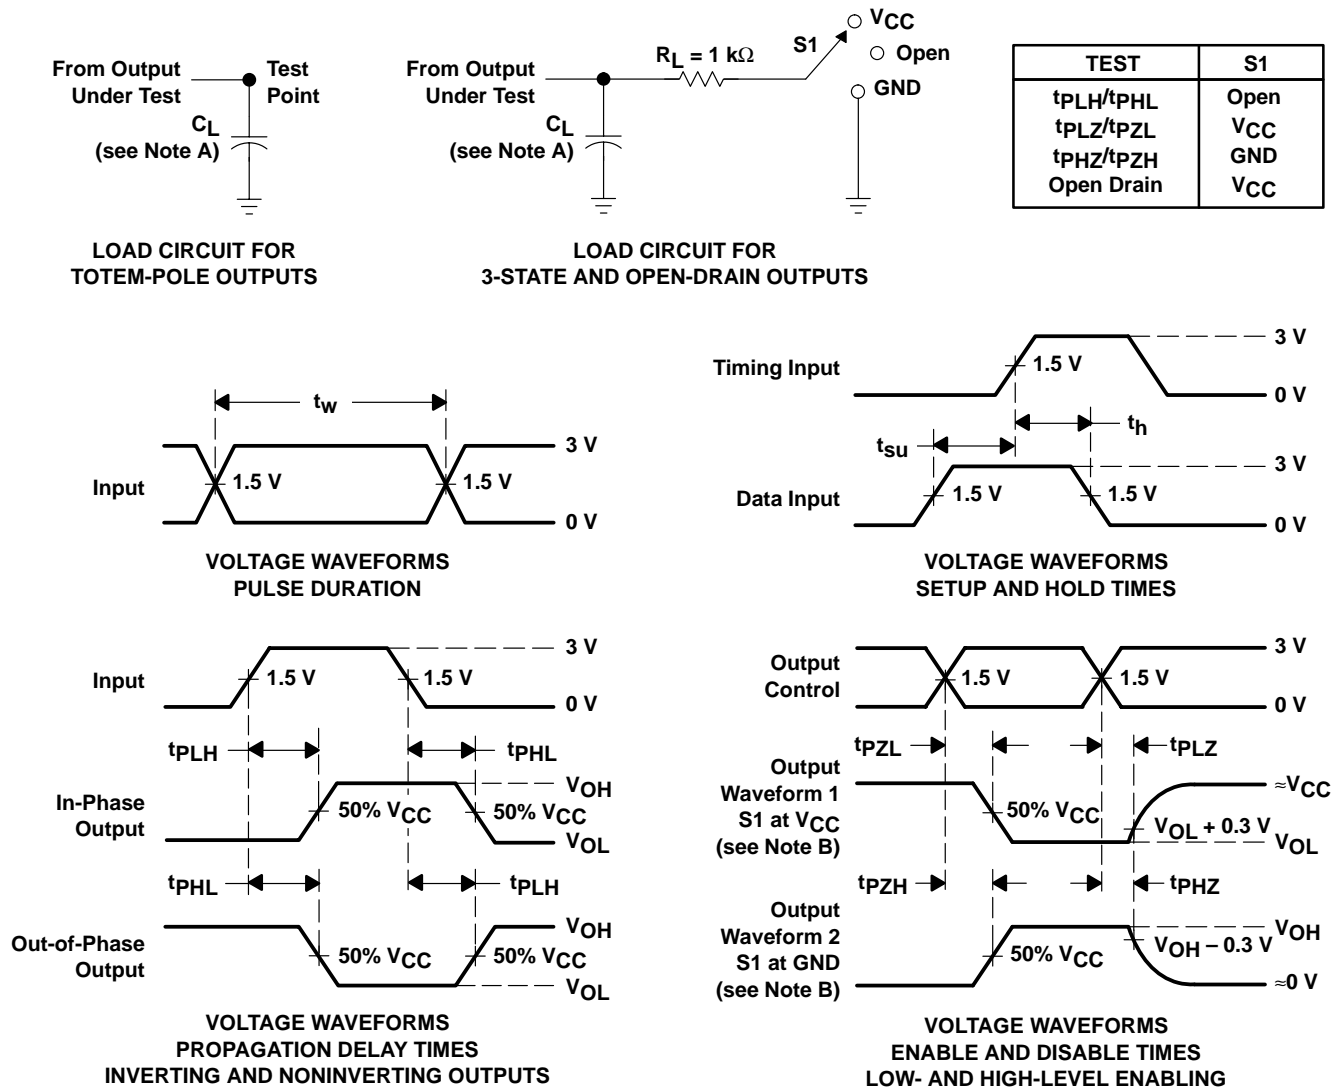 From Output
Under Test
Test
Point
CL
(see Note A)
LOAD CIRCUIT FOR
TOTEM-POLE OUTPUTS
From Output
Under Test
CL
(see Note A)
RL = 1 kΩ
S1
VCC
Open
GND
LOAD CIRCUIT FOR
3-STATE AND OPEN-DRAIN OUTPUTS
TEST S1
tPLH/tPHL Open
tPLZ/tPZL VCC
tPHZ/tPZH GND
Open Drain VCC
tw
Input
1.5 V
1.5 V
3 V
0 V
VOLTAGE WAVEFORMS
PULSE DURATION
Timing Input
1.5 V
3 V
0 V
th
tsu
Data Input
1.5 V
1.5 V
3 V
0 V
VOLTAGE WAVEFORMS
SETUP AND HOLD TIMES
Input
1.5 V
1.5 V
3 V
0 V
tPLH
tPHL
In-Phase
Output
50% VCC
50% VCC
VOH
VOL
tPHL
tPLH
Out-of-Phase
Output
50% VCC
50% VCC
VOH
VOL
VOLTAGE WAVEFORMS
PROPAGATION DELAY TIMES
INVERTING AND NONINVERTING OUTPUTS
Output
Control
1.5 V
1.5 V
3 V
0 V
tPZL
tPLZ
Output
Waveform 1
S1 at VCC
(see Note B)
50% VCC
≈VCC
VOL + 0.3 V
VOL
tPZH
tPHZ
Output
Waveform 2
S1 at GND
(see Note B)
50% VCC
VOH
VOH − 0.3 V
≈0 V
VOLTAGE WAVEFORMS
ENABLE AND DISABLE TIMES
LOW- AND HIGH-LEVEL ENABLING